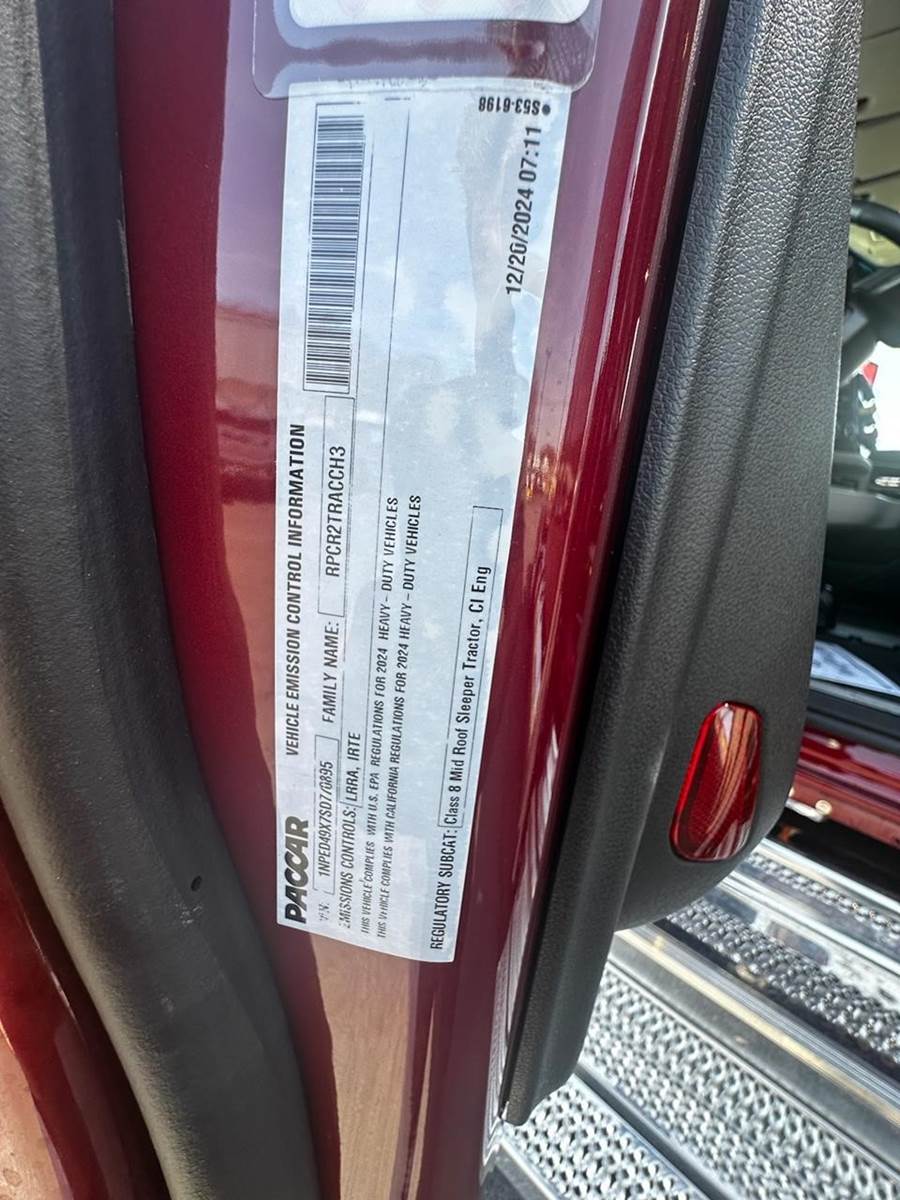 PACCAR VEHICLE EMISSION CONTROL INFORMATION
FAMILY NAME: RPCR2TRACCH3
EMISSIONS CONTROLS: LRRA, IRTE
THIS VEHICLE COMPLIES WITH U.S. EPA REGULATIONS FOR 2024 HEAVY-DUTY VEHICLES
THIS VEHICLE COMPLIES WITH CALIFORNIA REGULATIONS FOR 2024 HEAVY-DUTY VEHICLES
REGULATORY SUBCAT: Class 8 Mid Roof Sleeper Tractor, CI Eng
12/20/2024 07:11
●S53-6198